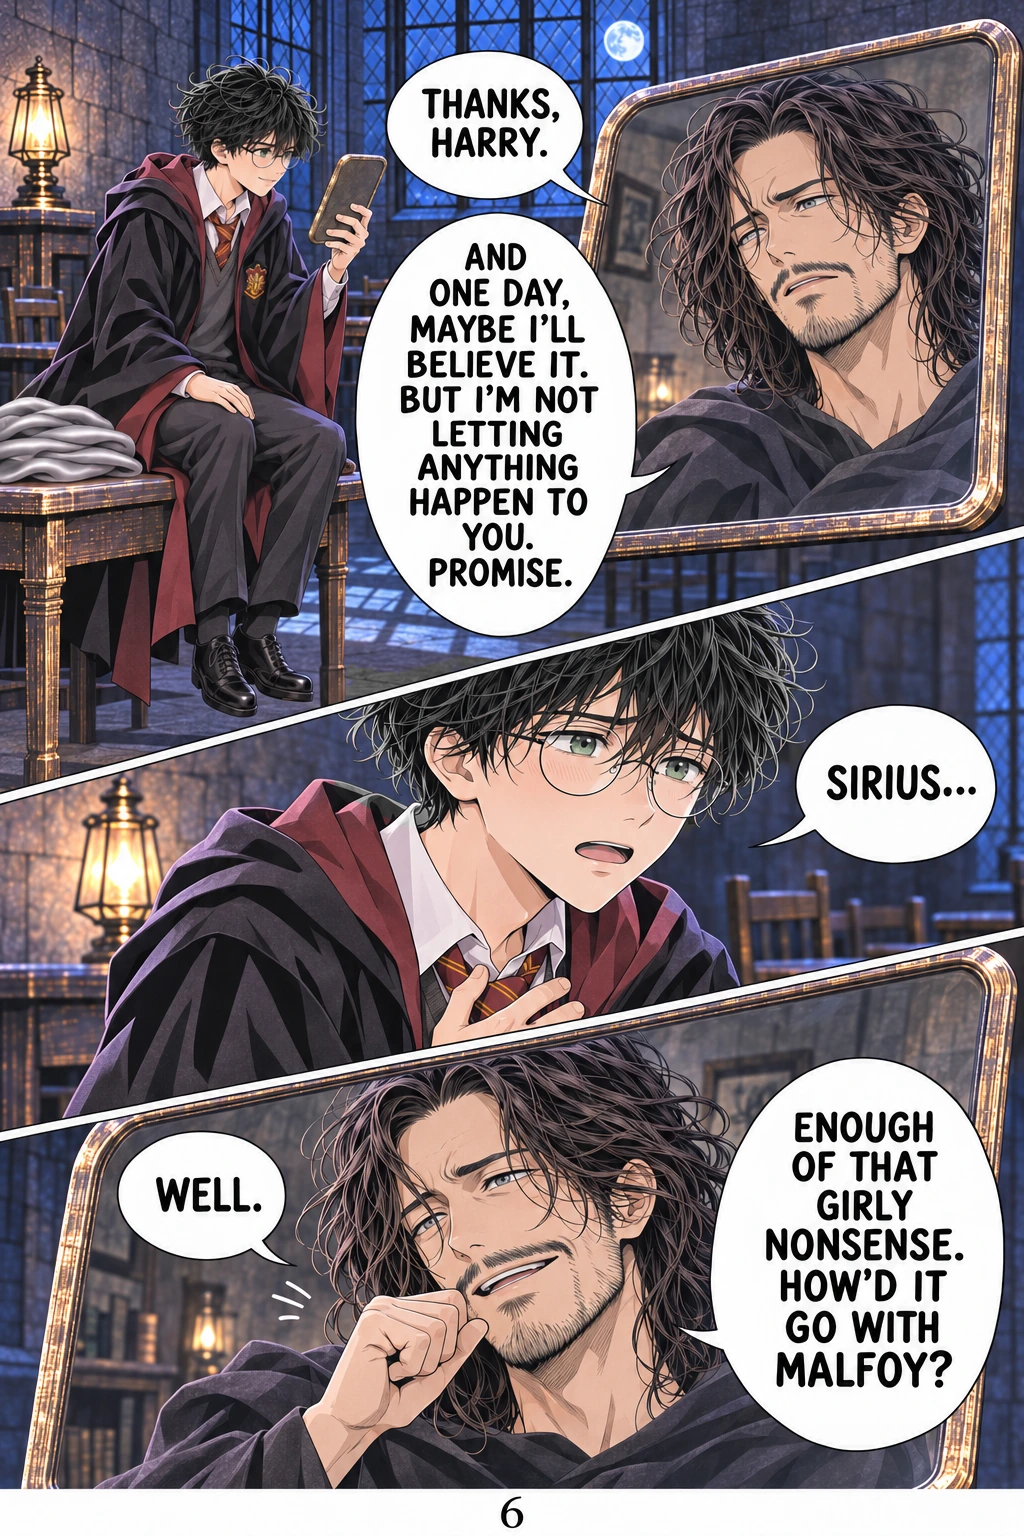 THANKS,
HARRY.
AND
ONE DAY,
MAYBE I'LL
BELIEVE IT.
BUT I'M NOT
LETTING
ANYTHING
HAPPEN TO
YOU.
PROMISE.
SIRIUS...
WELL.
ENOUGH
OF THAT
GIRLY
NONSENSE.
HOW'D IT
GO WITH
MALFOY?
6